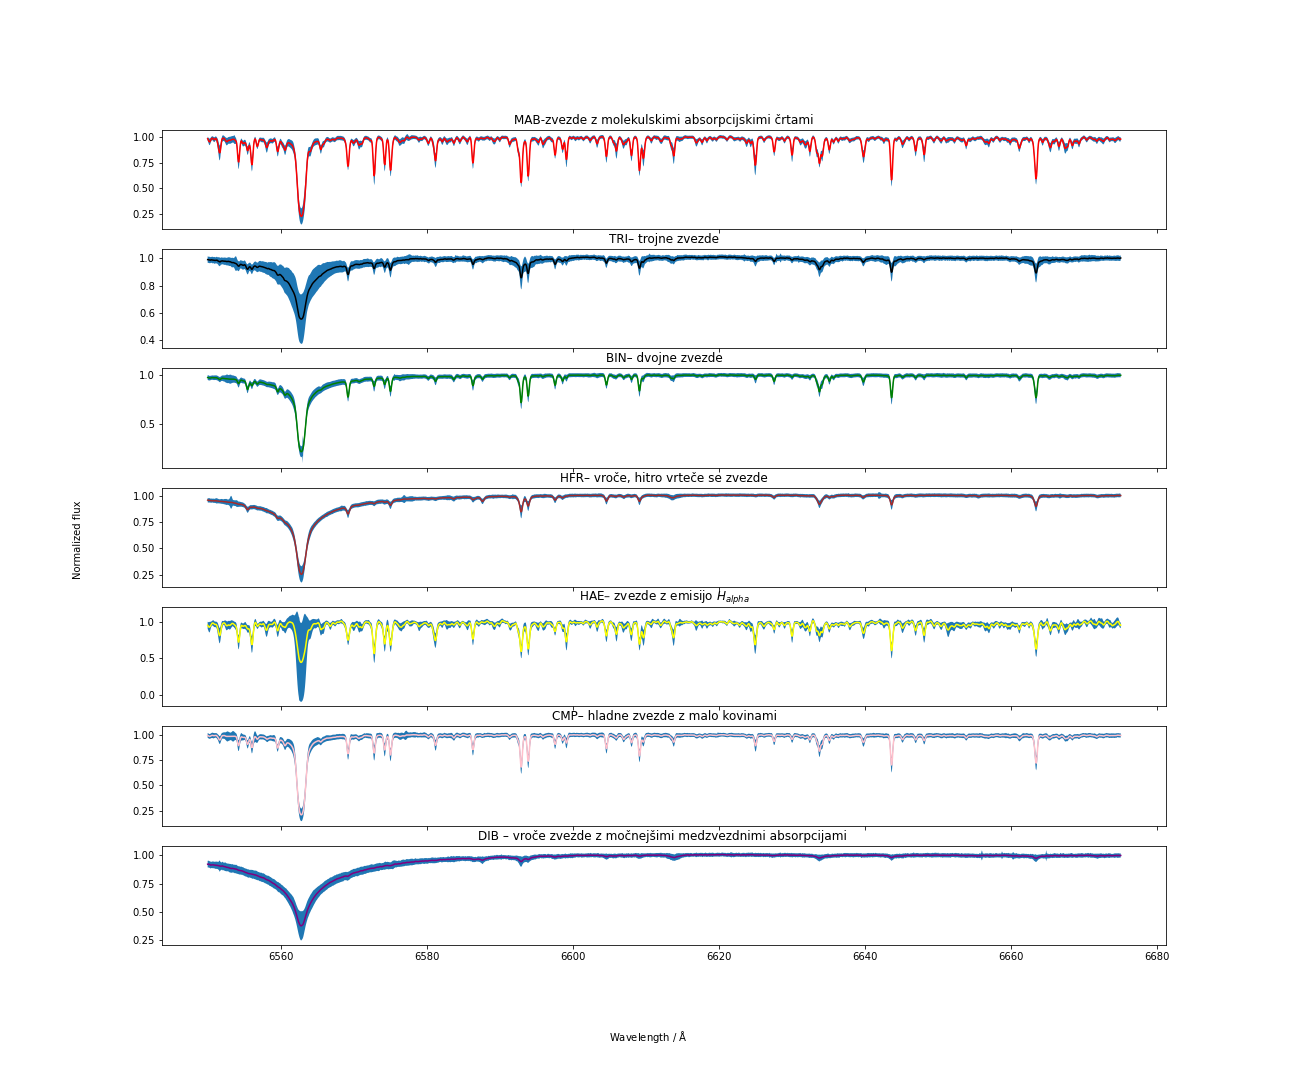 MAB-zvezde z molekulskimi absorpcijskimi črtami
1.00
0.75
0.50
0.25
TRI– trojne zvezde
1.0
0.8
0.6
0.4
BIN– dvojne zvezde
1.0
0.5
HFR– vroče, hitro vrteče se zvezde
1.00
0.75
0.50
0.25
Normalized flux
HAE– zvezde z emisijo H_alpha
1.0
0.5
0.0
CMP– hladne zvezde z malo kovinami
1.00
0.75
0.50
0.25
DIB – vroče zvezde z močnejšimi medzvezdnimi absorpcijami
1.00
0.75
0.50
0.25
6560 6580 6600 6620 6640 6660 6680
Wavelength / Å